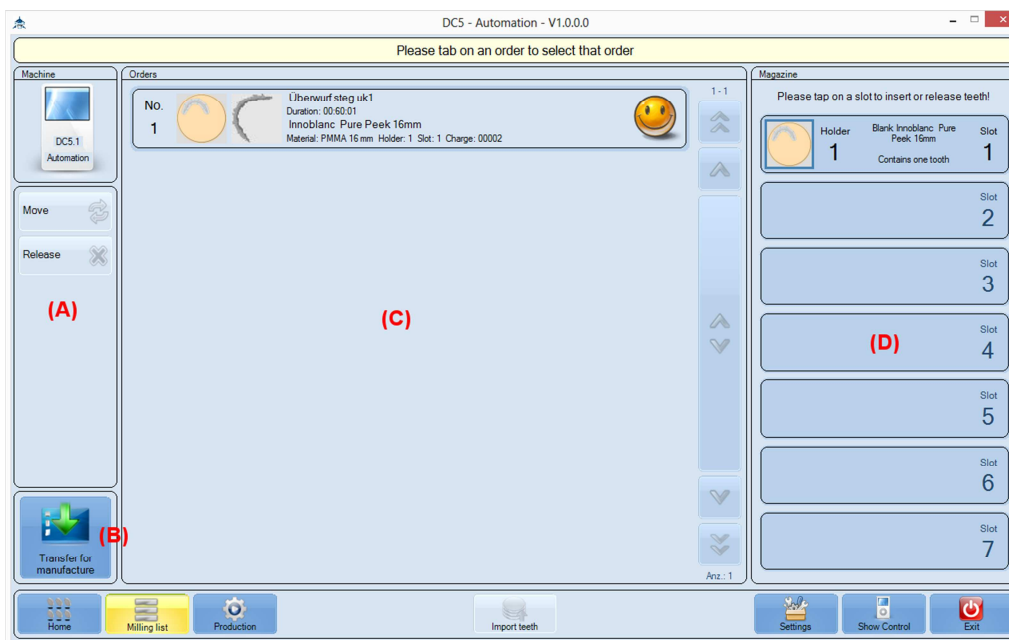 DC5 - Automation - V1.0.0.0
Please tab on an order to select that order
Machine
DC5.1
Automation
Move
Release
(A)
(B)
Transfer for
manufacture
Orders
No.
1
Überwurf steg uk1
Duration: 00:60:01
Innoblanc Pure Peek 16mm
Material: PMMA 16 mm Holder: 1 Slot: 1 Charge: 00002
1 - 1
(C)
Anz.: 1
Magazine
Please tap on a slot to insert or release teeth!
Holder
1
Blank Innoblanc Pure
Peek 16mm
Contains one tooth
Slot
1
Slot
2
Slot
3
(D)
Slot
4
Slot
5
Slot
6
Slot
7
Home
Milling list
Production
Import teeth
Settings
Show Control
Exit